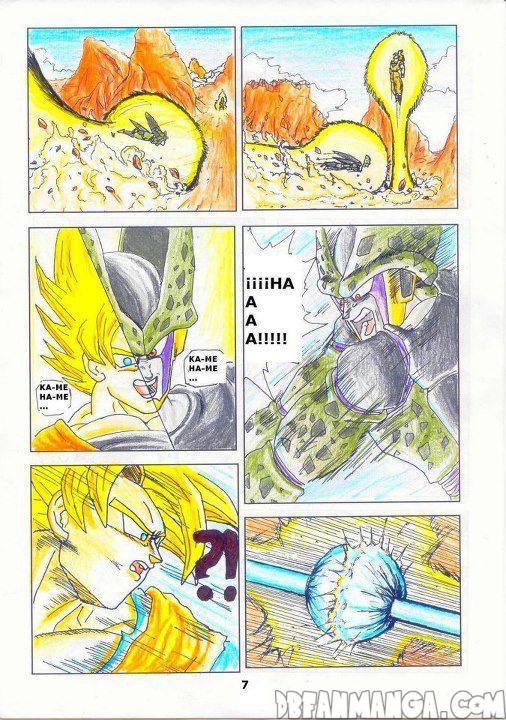 KA-ME
HA-ME
...
KA-ME
HA-ME
...
¡¡¡¡HA
A
A
A!!!!!
?!
..
7
DBFANMANGA.COM